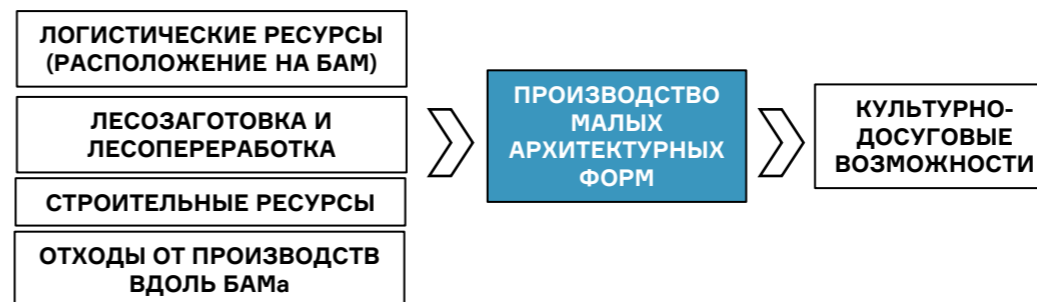 ЛОГИСТИЧЕСКИЕ РЕСУРСЫ
(РАСПОЛОЖЕНИЕ НА БАМ)
ЛЕСОЗАГОТОВКА И
ЛЕСОПЕРЕРАБОТКА
СТРОИТЕЛЬНЫЕ РЕСУРСЫ
ОТХОДЫ ОТ ПРОИЗВОДСТВ
ВДОЛЬ БАМа
ПРОИЗВОДСТВО
МАЛЫХ
АРХИТЕКТУРНЫХ
ФОРМ
КУЛЬТУРНО-
ДОСУГОВЫЕ
ВОЗМОЖНОСТИ